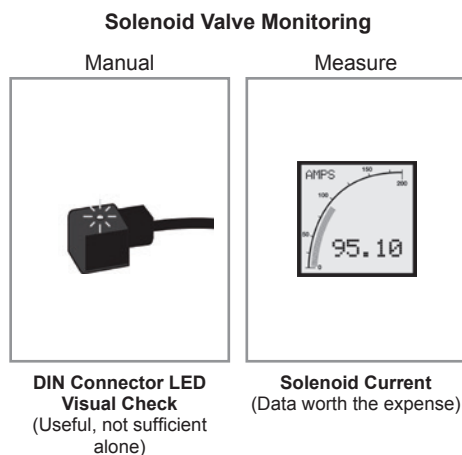 Solenoid Valve Monitoring
Manual
Measure
AMPS
150
200
100
50
0
95.10
DIN Connector LED
Visual Check
(Useful, not sufficient
alone)
Solenoid Current
(Data worth the expense)